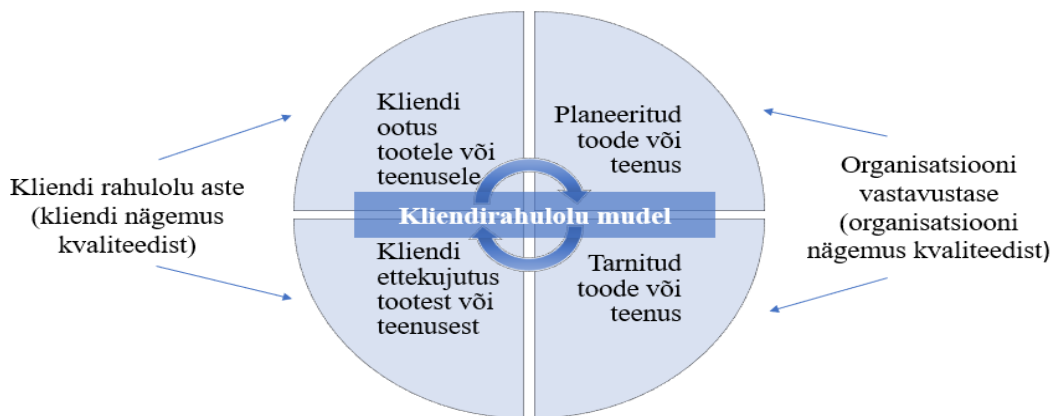 Kliendi rahulolu aste
(kliendi nägemus
kvaliteedist)
Kliendi
ootus
tootele või
teenusele
Planeeritud
toode või
teenus
Kliendirahulolu mudel
Kliendi
ettekujutus
tootest või
teenusest
Tarnitud
toode või
teenus
Organisatsiooni
vastavustase
(organisatsiooni
nägemus kvaliteedist)